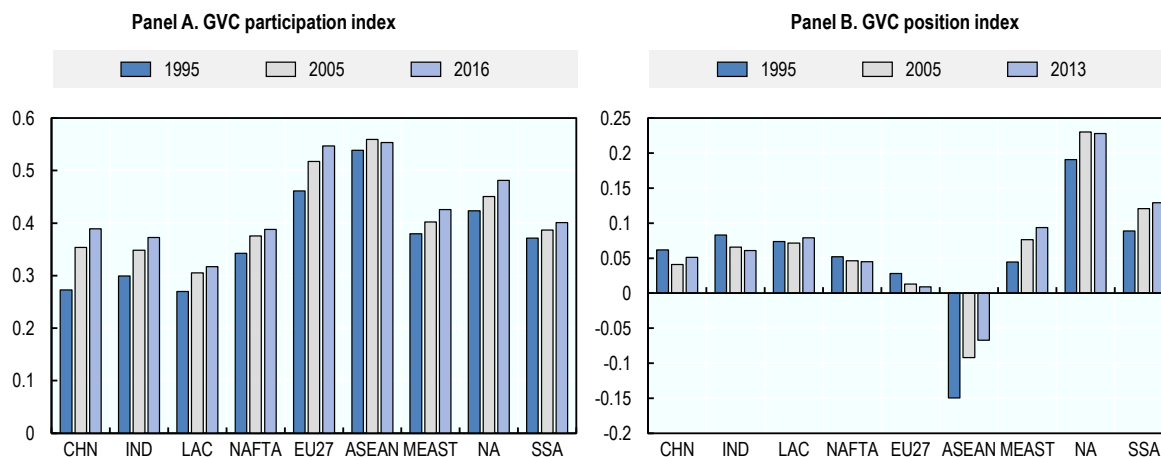 Panel A. GVC participation index
1995 2005 2016
0.6
0.5
0.4
0.3
0.2
0.1
0
CHN IND LAC NAFTA EU27 ASEAN MEAST NA SSA
Panel B. GVC position index
1995 2005 2013
0.25
0.2
0.15
0.1
0.05
0
-0.05
-0.1
-0.15
-0.2
CHN IND LAC NAFTA EU27 ASEAN MEAST NA SSA